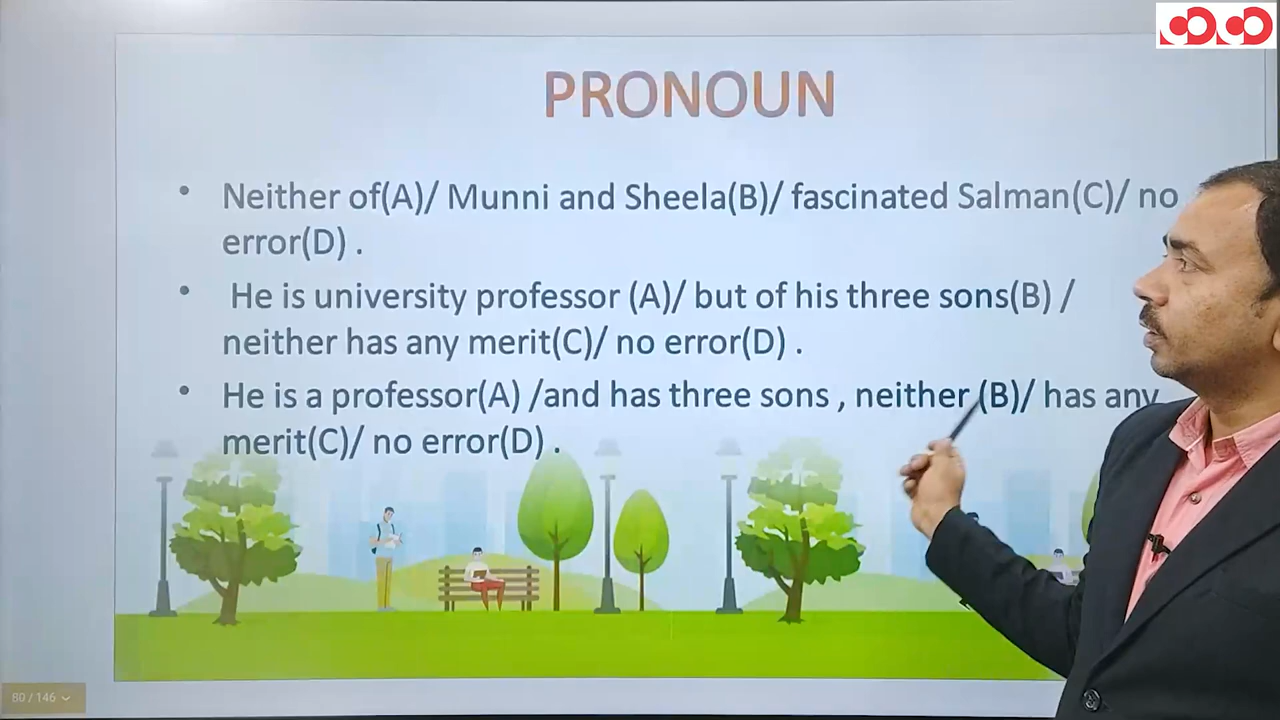 PRONOUN
• Neither of(A)/ Munni and Sheela(B)/ fascinated Salman(C)/ no
error(D) .
• He is university professor (A)/ but of his three sons(B) /
neither has any merit(C)/ no error(D) .
• He is a professor(A) /and has three sons , neither (B)/ has any
merit(C)/ no error(D) .
80 / 146